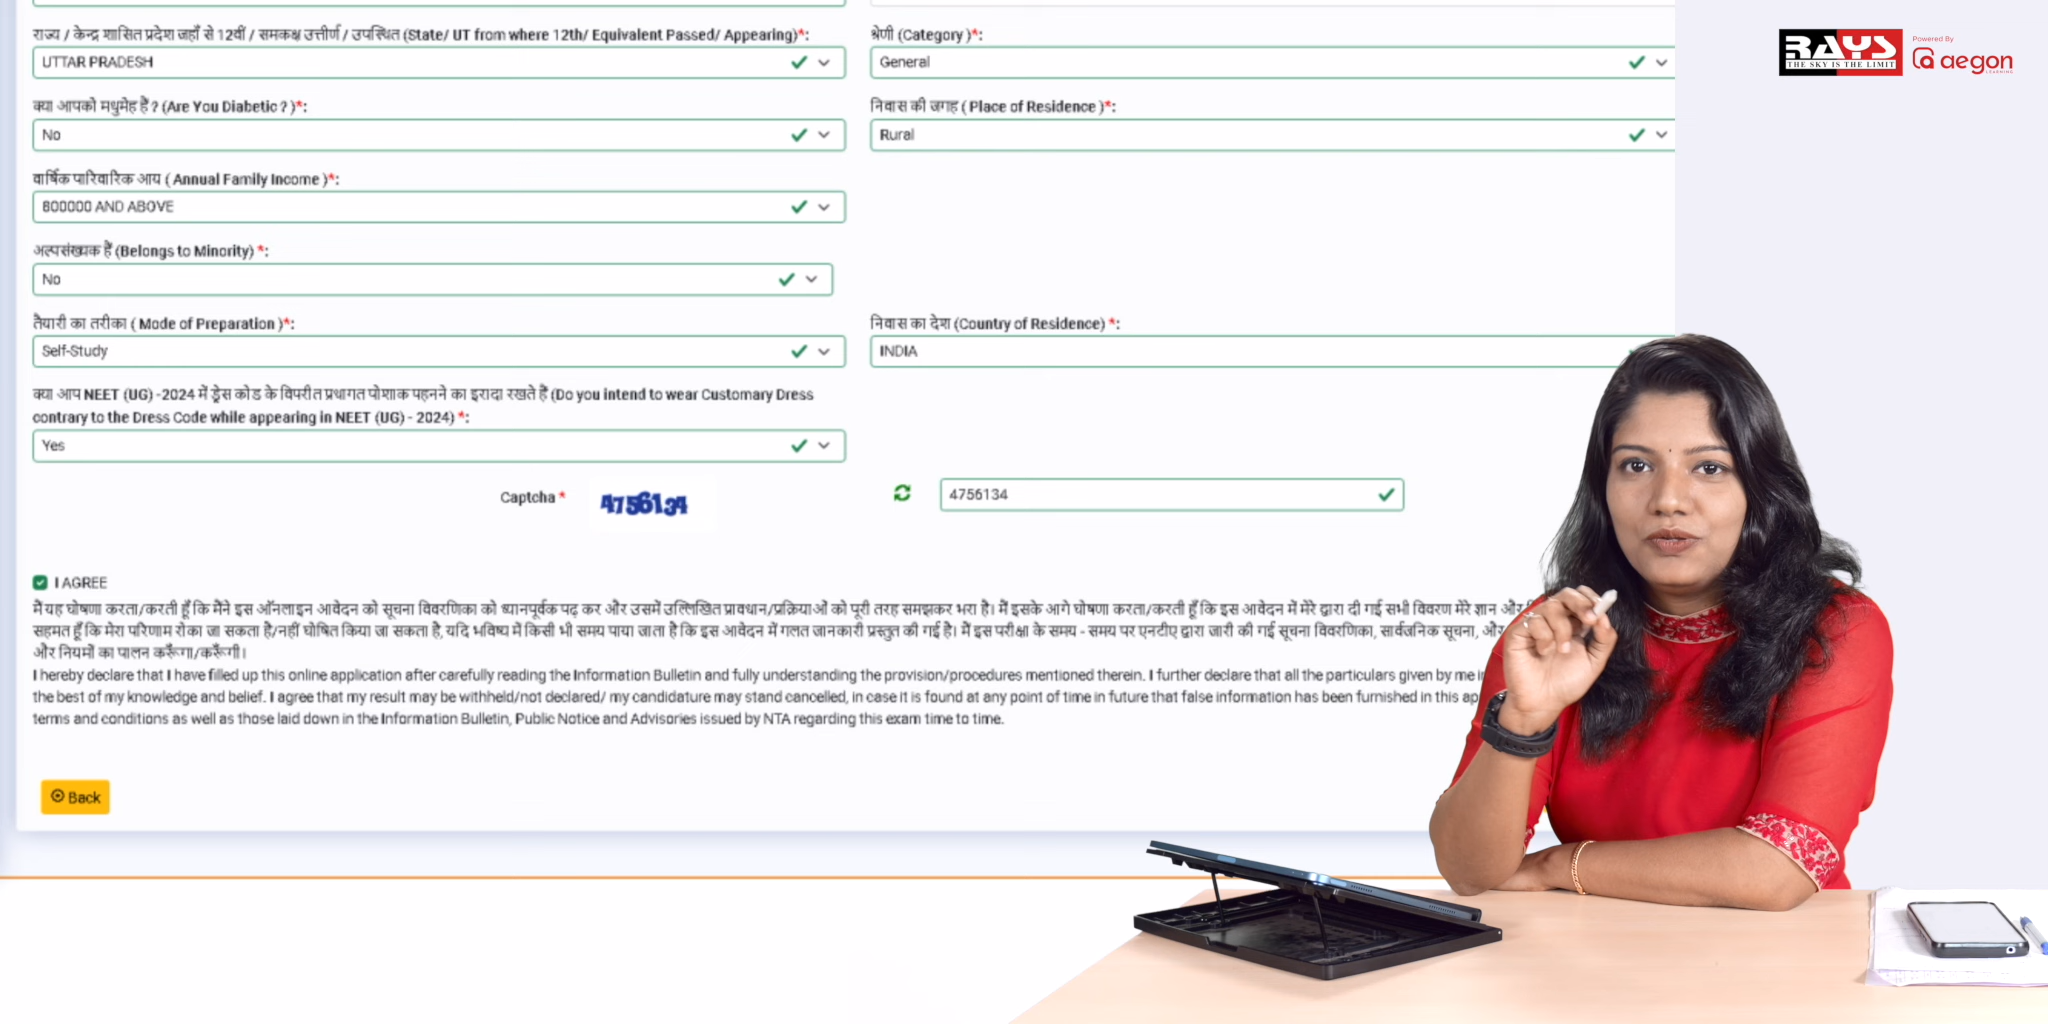 राज्य / केन्द्र शासित प्रदेश जहाँ से 12वीं / समकक्ष उत्तीर्ण / उपस्थित (State/ UT from where 12th/ Equivalent Passed/ Appearing)*:
UTTAR PRADESH
श्रेणी (Category )*:
General
क्या आपको मधुमेह हैं ? (Are You Diabetic ? )*:
No
निवास की जगह ( Place of Residence )*:
Rural
वार्षिक पारिवारिक आय ( Annual Family Income )*:
800000 AND ABOVE
अल्पसंख्यक हैं (Belongs to Minority) *:
No
तैयारी का तरीका ( Mode of Preparation )*:
Self-Study
निवास का देश (Country of Residence) *:
INDIA
क्या आप NEET (UG) -2024 में ड्रेस कोड के विपरीत प्रथागत पोशाक पहनने का इरादा रखते हैं (Do you intend to wear Customary Dress
contrary to the Dress Code while appearing in NEET (UG) - 2024) *:
Yes
Captcha *
4756134
4756134
I AGREE
मैं यह घोषणा करता/करती हूँ कि मैंने इस ऑनलाइन आवेदन को सूचना विवरणिका को ध्यानपूर्वक पढ़ कर और उसमें उल्लिखित प्रावधान/प्रक्रियाओं को पूरी तरह समझकर भरा है। मैं इसके आगे घोषणा करता/करती हूँ कि इस आवेदन में मेरे द्वारा दी गई सभी विवरण मेरे ज्ञान और
सहमत हूँ कि मेरा परिणाम रोका जा सकता है/नहीं घोषित किया जा सकता है, यदि भविष्य में किसी भी समय पाया जाता है कि इस आवेदन में गलत जानकारी प्रस्तुत की गई है। मैं इस परीक्षा के समय - समय पर एनटीए द्वारा जारी की गई सूचना विवरणिका, सार्वजनिक सूचना, और
और नियमों का पालन करूँगा/करूँगी।
I hereby declare that I have filled up this online application after carefully reading the Information Bulletin and fully understanding the provision/procedures mentioned therein. I further declare that all the particulars given by me
the best of my knowledge and belief. I agree that my result may be withheld/not declared/ my candidature may stand cancelled, in case it is found at any point of time in future that false information has been furnished in this
terms and conditions as well as those laid down in the Information Bulletin, Public Notice and Advisories issued by NTA regarding this exam time to time.
Back
RAYS
THE SKY IS THE LIMIT
Powered By
aegon
LEARNING